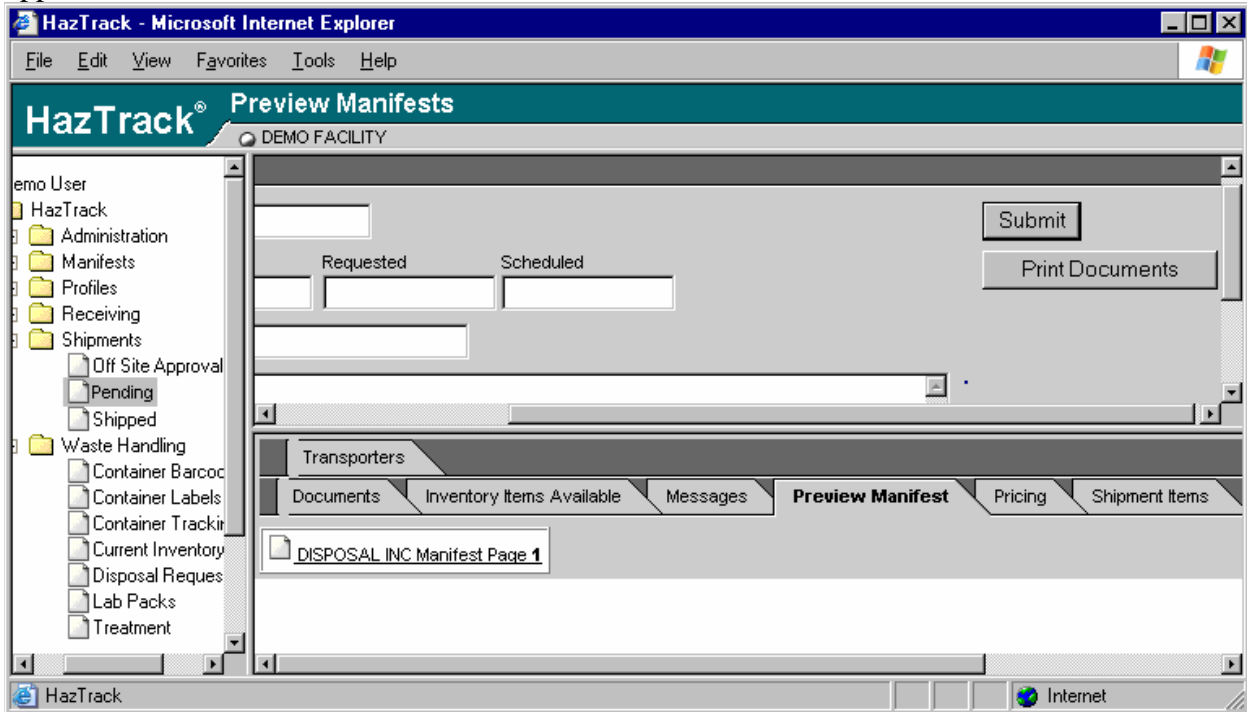 HazTrack - Microsoft Internet Explorer
File Edit View Favorites Tools Help
HazTrack® Preview Manifests
DEMO FACILITY
emo User
HazTrack
Administration
Manifests
Profiles
Receiving
Shipments
Off Site Approval
Pending
Shipped
Waste Handling
Container Barcod
Container Labels
Container Trackin
Current Inventory
Disposal Reques
Lab Packs
Treatment
Submit
Requested Scheduled
Print Documents
Transporters
Documents Inventory Items Available Messages Preview Manifest Pricing Shipment Items
DISPOSAL INC Manifest Page 1
HazTrack Internet